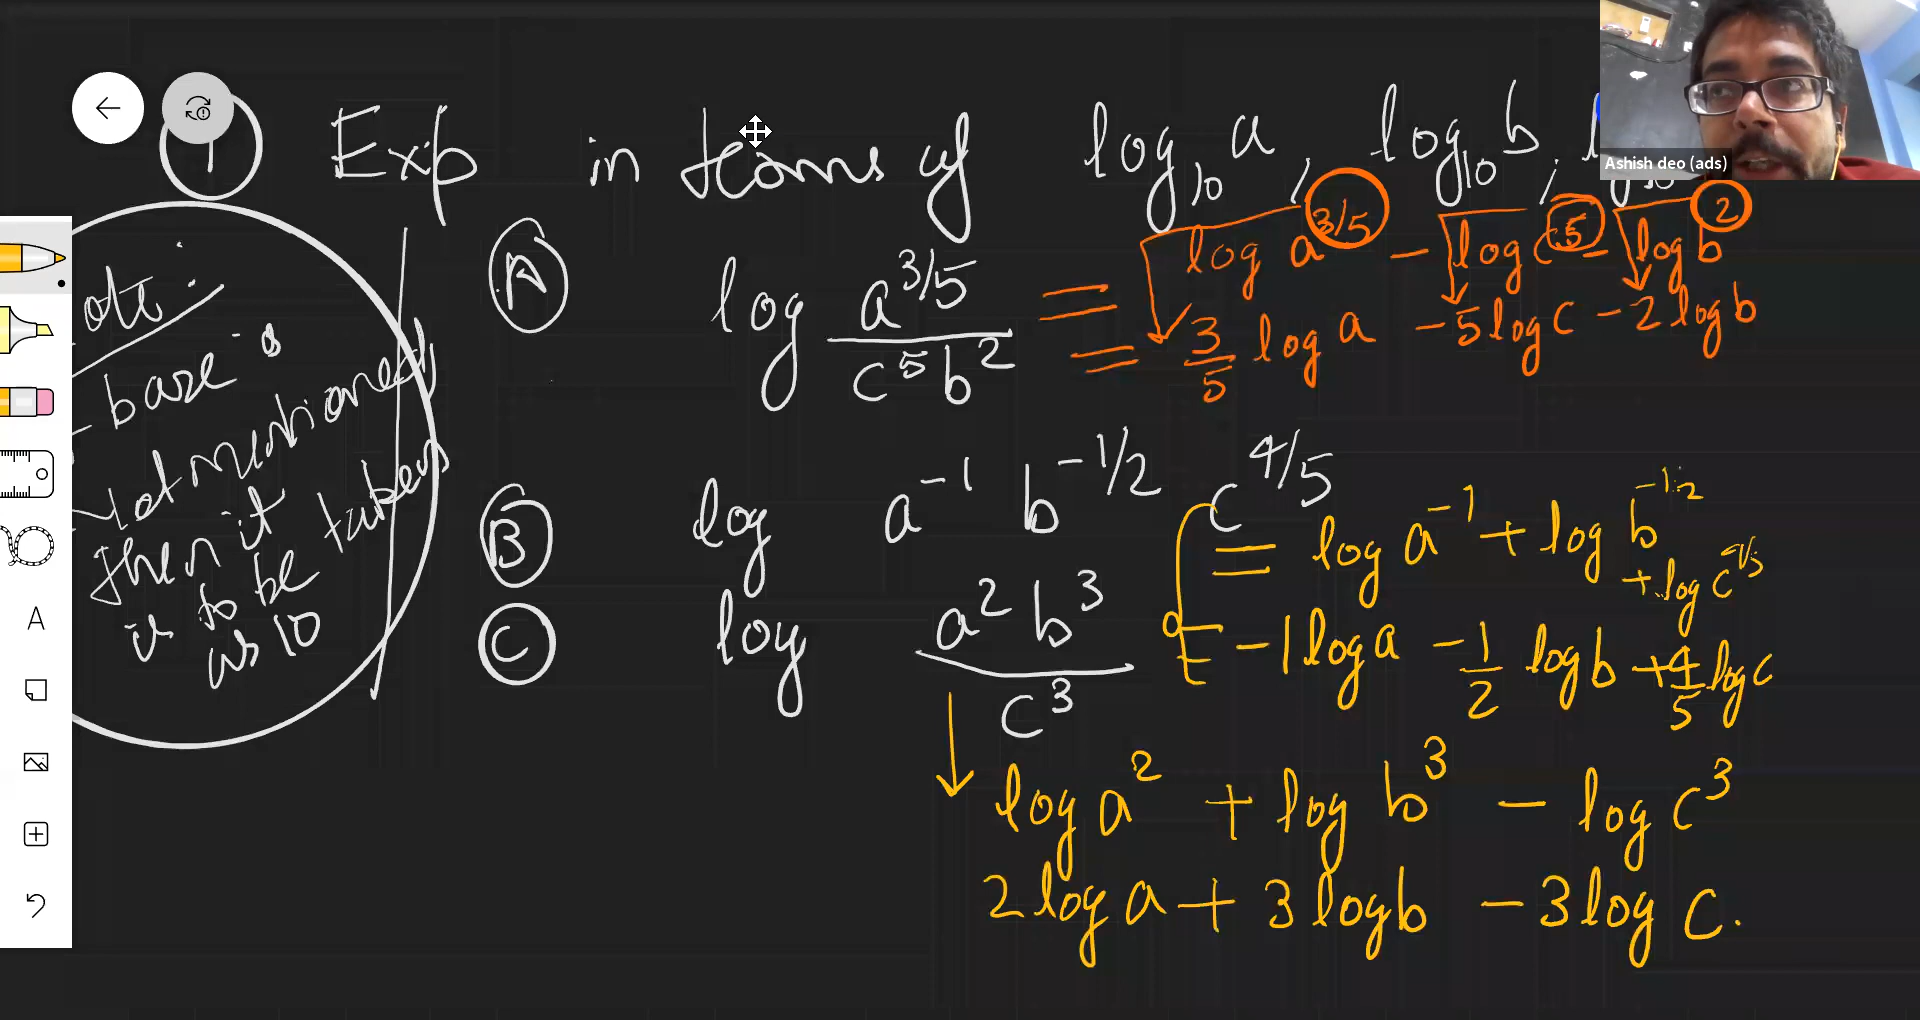 1 Exp in terms of log₁₀ a, log₁₀ b,
Ashish deo (ads)
ote:
base is
Not mentioned
then it
is to be taken
as 10
A log a^3/5 / c^5 b^2 = log a^3/5 - log c^5 - log b^2
= 3/5 log a - 5 log c - 2 log b
B log a^-1 b^-1/2 c^4/5 = log a^-1 + log b^-1/2
+ log c^4/5
= -1 log a - 1/2 log b + 4/5 log c
C log a^2 b^3 / c^3
log a^2 + log b^3 - log c^3
2 log a + 3 log b - 3 log c.
A